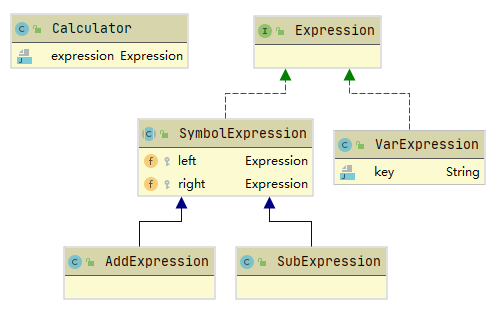 C Calculator
expression Expression
I Expression
C SymbolExpression
f left Expression
f right Expression
C VarExpression
key String
C AddExpression
C SubExpression